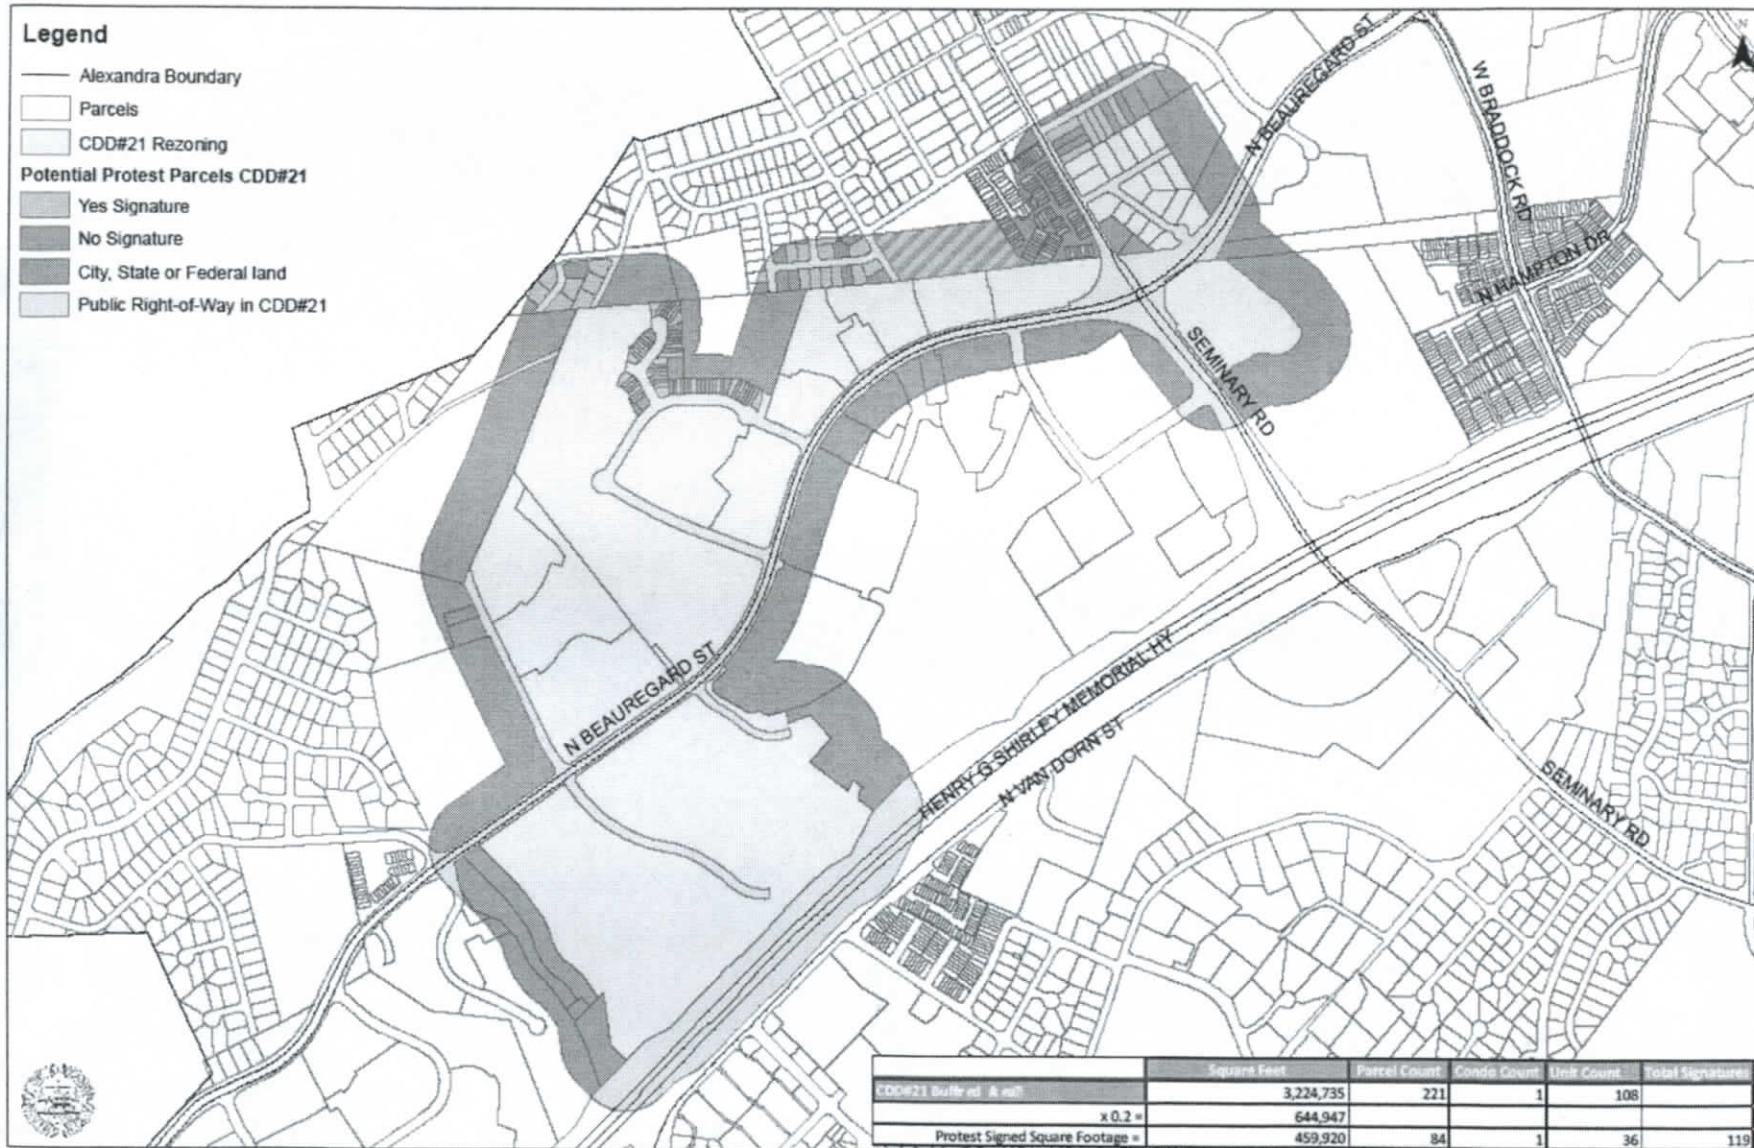 Legend
Alexandra Boundary
Parcels
CDD#21 Rezoning
Potential Protest Parcels CDD#21
Yes Signature
No Signature
City, State or Federal land
Public Right-of-Way in CDD#21
N
N BEAUREGARD ST
W BRADDOCK RD
N HAMPTON DR
SEMINARY RD
N BEAUREGARD ST
HENRY G SHIRLEY MEMORIAL HY
N VAN DORN ST
SEMINARY RD
Square Feet Parcel Count Condo Count Unit Count Total Signatures
CDD#21 3,224,735 221 1 108
x 0.2 = 644,947
Protest Signed Square Footage = 459,920 84 1 36 119